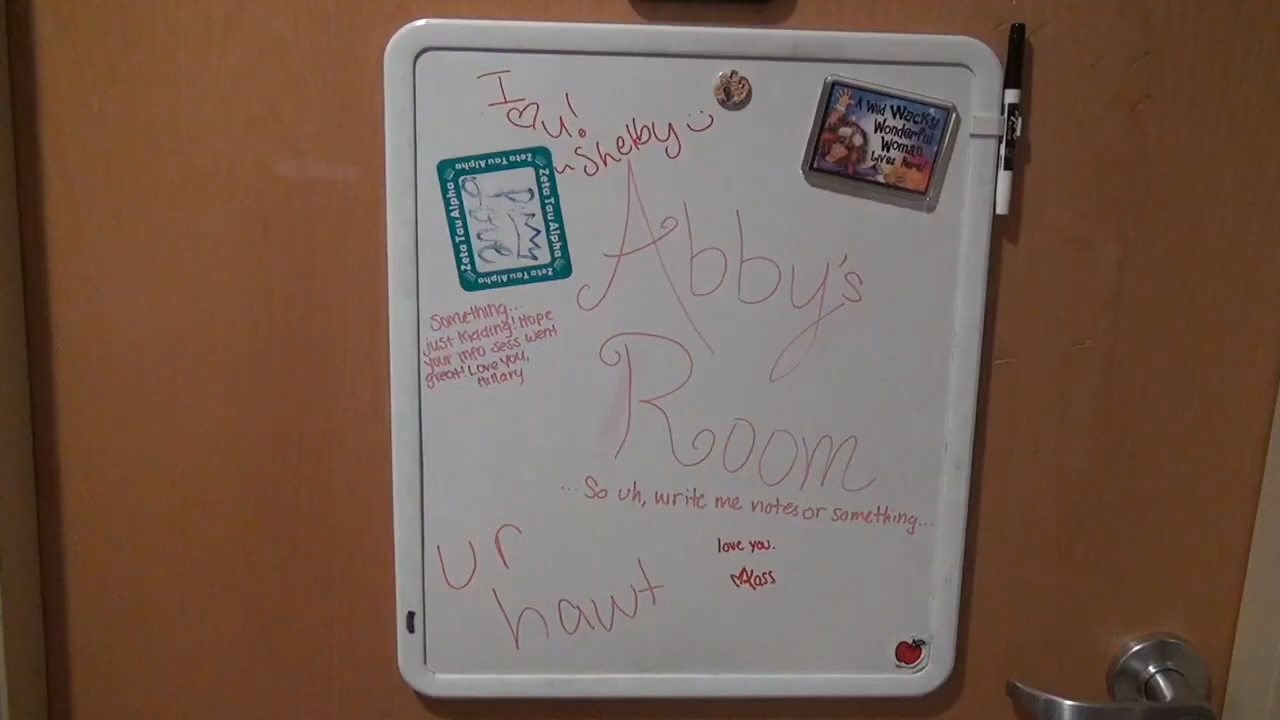 I
♡ u!
~Shelby ☺
A Wild Wacky
Wonderful
Woman
Lives Here!
Zeta Tau Alpha
Zeta Tau Alpha
Zeta Tau Alpha
Zeta Tau Alpha
Abby's
Room
Something...
just Kidding! Hope
your info sess went
great! Love you,
Hillary
...So uh, write me notes or something...
love you.
♡Kass
ur
hawt